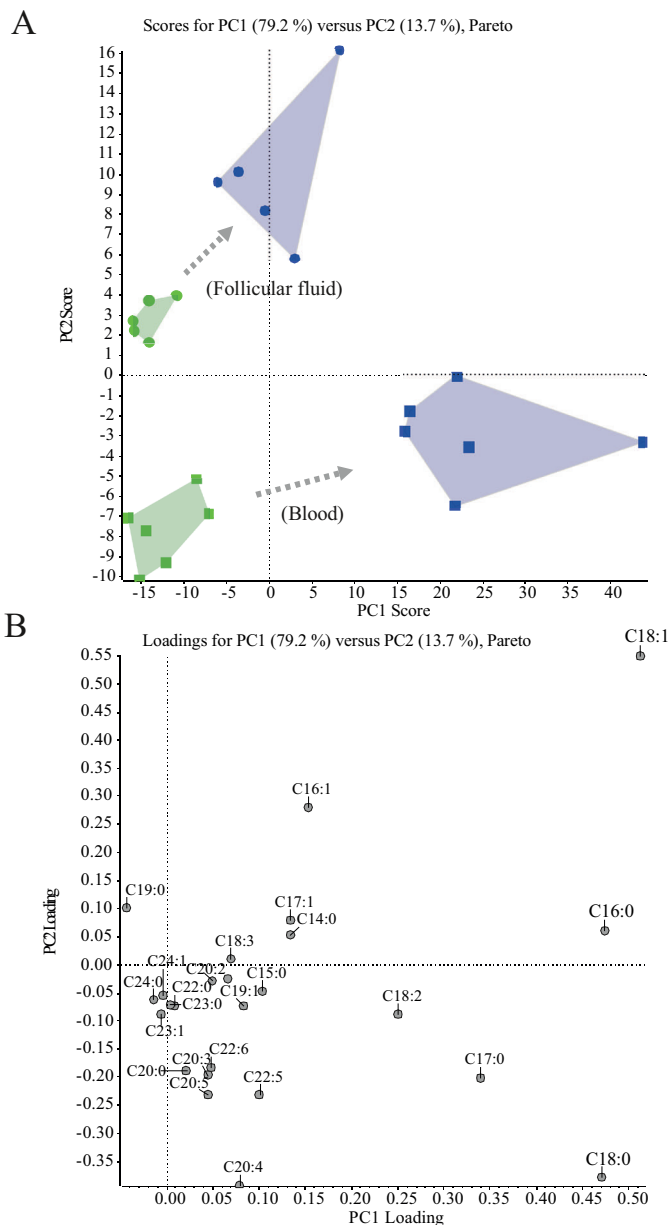 A
Scores for PC1 (79.2 %) versus PC2 (13.7 %), Pareto
16
15
14
13
12
11
10
9
8
7
6
5
4
3
2
1
0
-1
-2
-3
-4
-5
-6
-7
-8
-9
-10
PC2 Score
(Follicular fluid)
(Blood)
-15 -10 -5 0 5 10 15 20 25 30 35 40
PC1 Score
B
Loadings for PC1 (79.2 %) versus PC2 (13.7 %), Pareto
C18:1
0.55
0.50
0.45
0.40
0.35
0.30
0.25
0.20
0.15
0.10
0.05
0.00
-0.05
-0.10
-0.15
-0.20
-0.25
-0.30
-0.35
PC2 Loading
C16:1
C19:0
C17:1
C14:0
C16:0
C18:3
C24:1
C20:2
C15:0
C24:0
C22:0
C19:1
C18:2
C23:0
C23:1
C20:3
C22:6
C20:0
C20:5
C22:5
C17:0
C20:4
C18:0
0.00 0.05 0.10 0.15 0.20 0.25 0.30 0.35 0.40 0.45 0.50
PC1 Loading